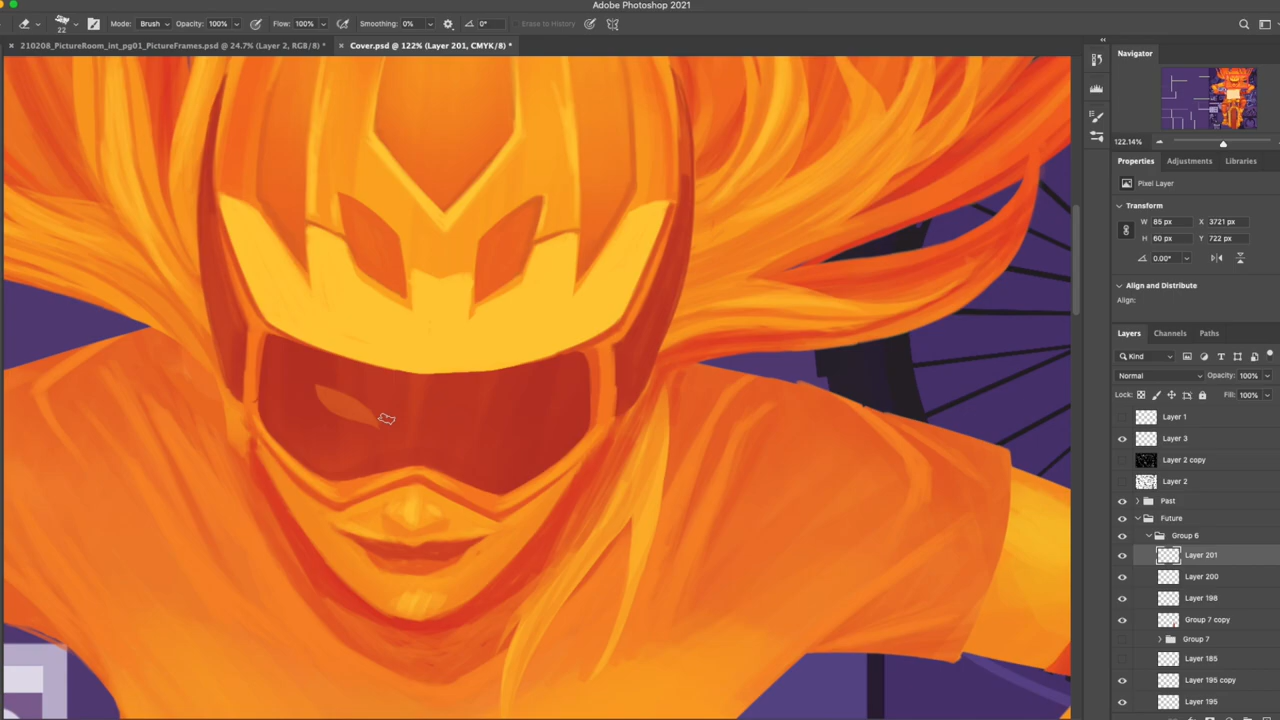 Adobe Photoshop 2021
22 Mode: Brush Opacity: 100% Flow: 100% Smoothing: 0% 0° Erase to History
210208_PictureRoom_int_pg01_PictureFrames.psd @ 24.7% (Layer 2, RGB/8) *
Cover.psd @ 122% (Layer 201, CMYK/8) *
Navigator
122.14%
Properties Adjustments Libraries
Pixel Layer
Transform
W 85 px X 3721 px
H 60 px Y 722 px
0.00°
Align and Distribute
Align:
Layers Channels Paths
Kind
Normal Opacity: 100%
Lock: Fill: 100%
Layer 1
Layer 3
Layer 2 copy
Layer 2
Past
Future
Group 6
Layer 201
Layer 200
Layer 198
Group 7 copy
Group 7
Layer 185
Layer 195 copy
Layer 195